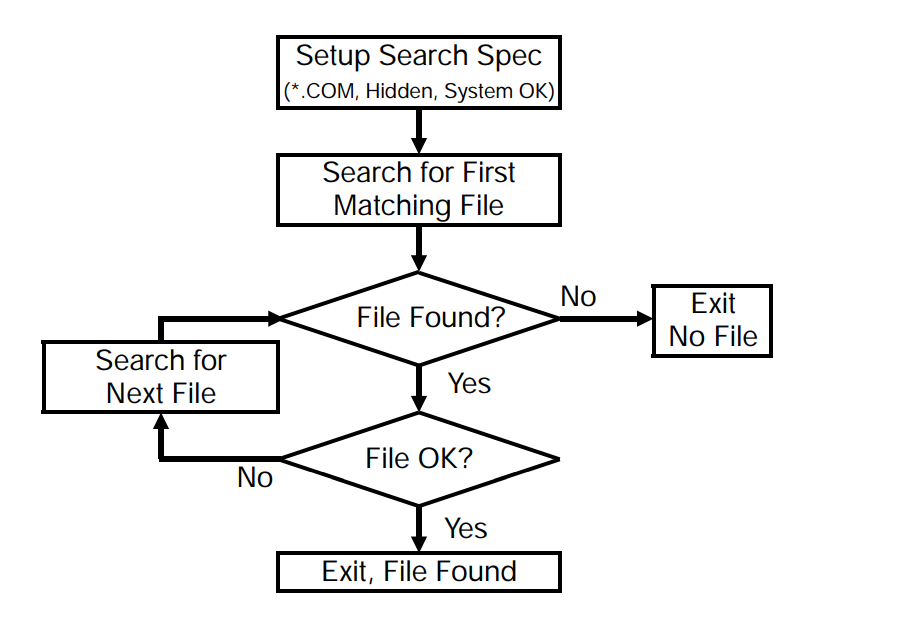 Setup Search Spec
(*.COM, Hidden, System OK)
Search for First
Matching File
File Found?
No
Exit
No File
Search for
Next File
Yes
File OK?
No
Yes
Exit, File Found